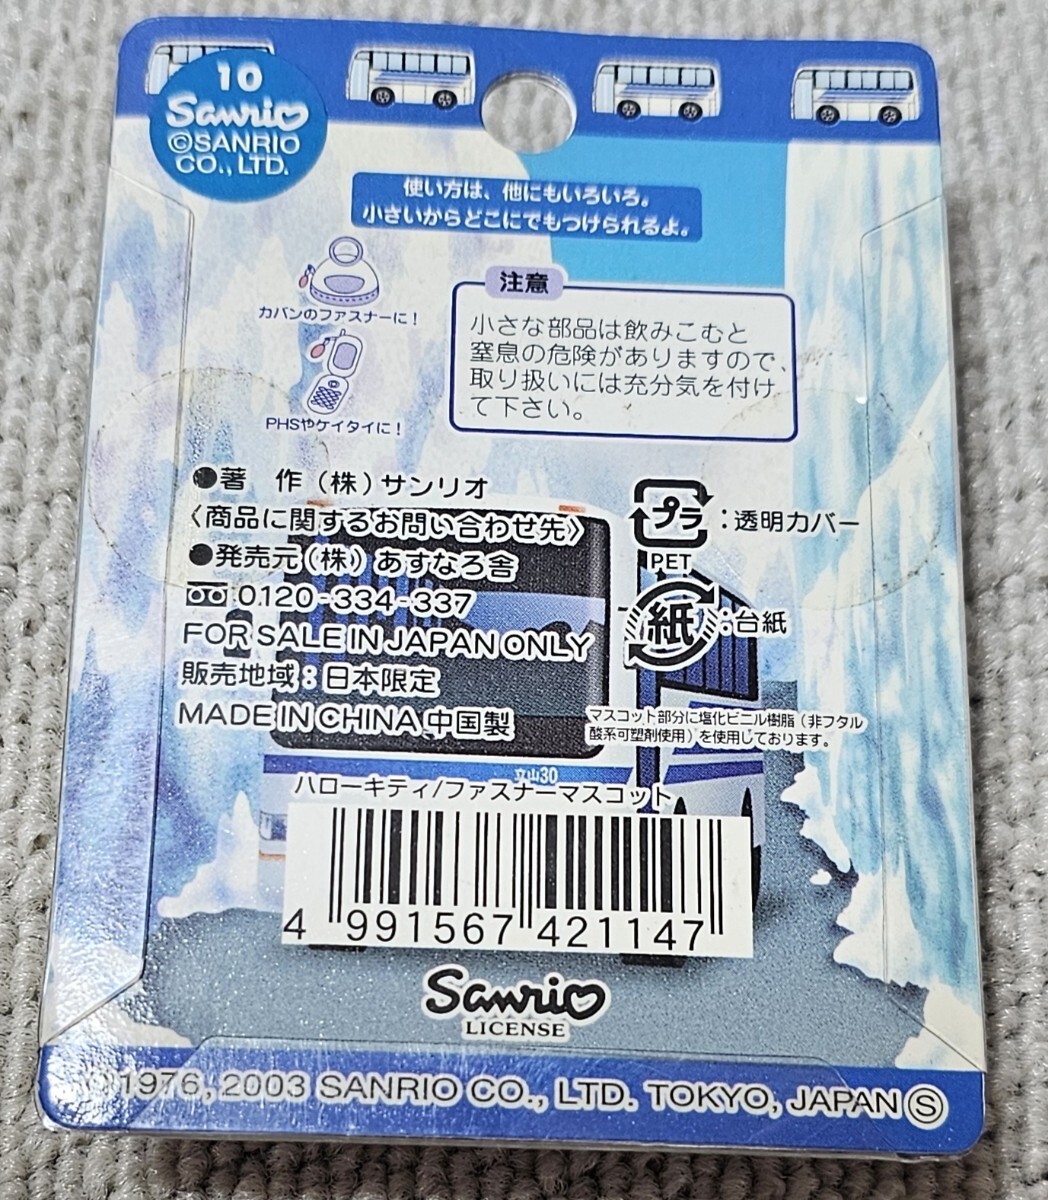 10
Sanrio
©SANRIO
CO., LTD.
使い方は、他にもいろいろ。
小さいからどこにでもつけられるよ。
カバンのファスナーに！
PHSやケイタイに！
注意
小さな部品は飲みこむと
窒息の危険がありますので、
取り扱いには充分気を付け
て下さい。
●著　作（株）サンリオ
〈商品に関するお問い合わせ先〉
●発売元（株）あすなろ舎
0120-334-337
FOR SALE IN JAPAN ONLY
販売地域：日本限定
MADE IN CHINA 中国製
プラ：透明カバー
PET
紙：台紙
マスコット部分に塩化ビニル樹脂（非フタル
酸系可塑剤使用）を使用しております。
立山30
ハローキティ/ファスナーマスコット
4 991567 421147
Sanrio
LICENSE
©1976, 2003 SANRIO CO., LTD. TOKYO, JAPAN Ⓢ